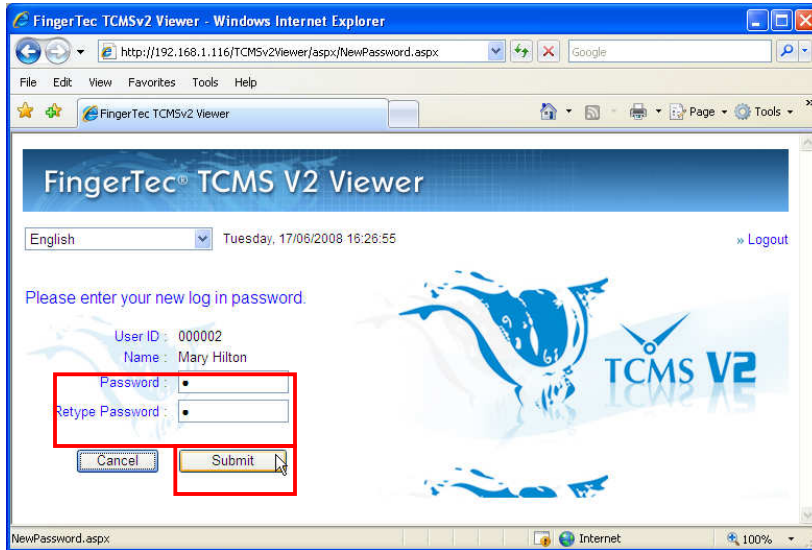 FingerTec TCMSv2 Viewer - Windows Internet Explorer
http://192.168.1.116/TCMSv2Viewer/aspx/NewPassword.aspx Google
File Edit View Favorites Tools Help
FingerTec TCMSv2 Viewer Page Tools »
FingerTec® TCMS V2 Viewer
English Tuesday, 17/06/2008 16:26:55 » Logout
Please enter your new log in password.
User ID : 000002
Name : Mary Hilton
Password : •
Retype Password : •
Cancel Submit
TCMS V2
NewPassword.aspx Internet 100%